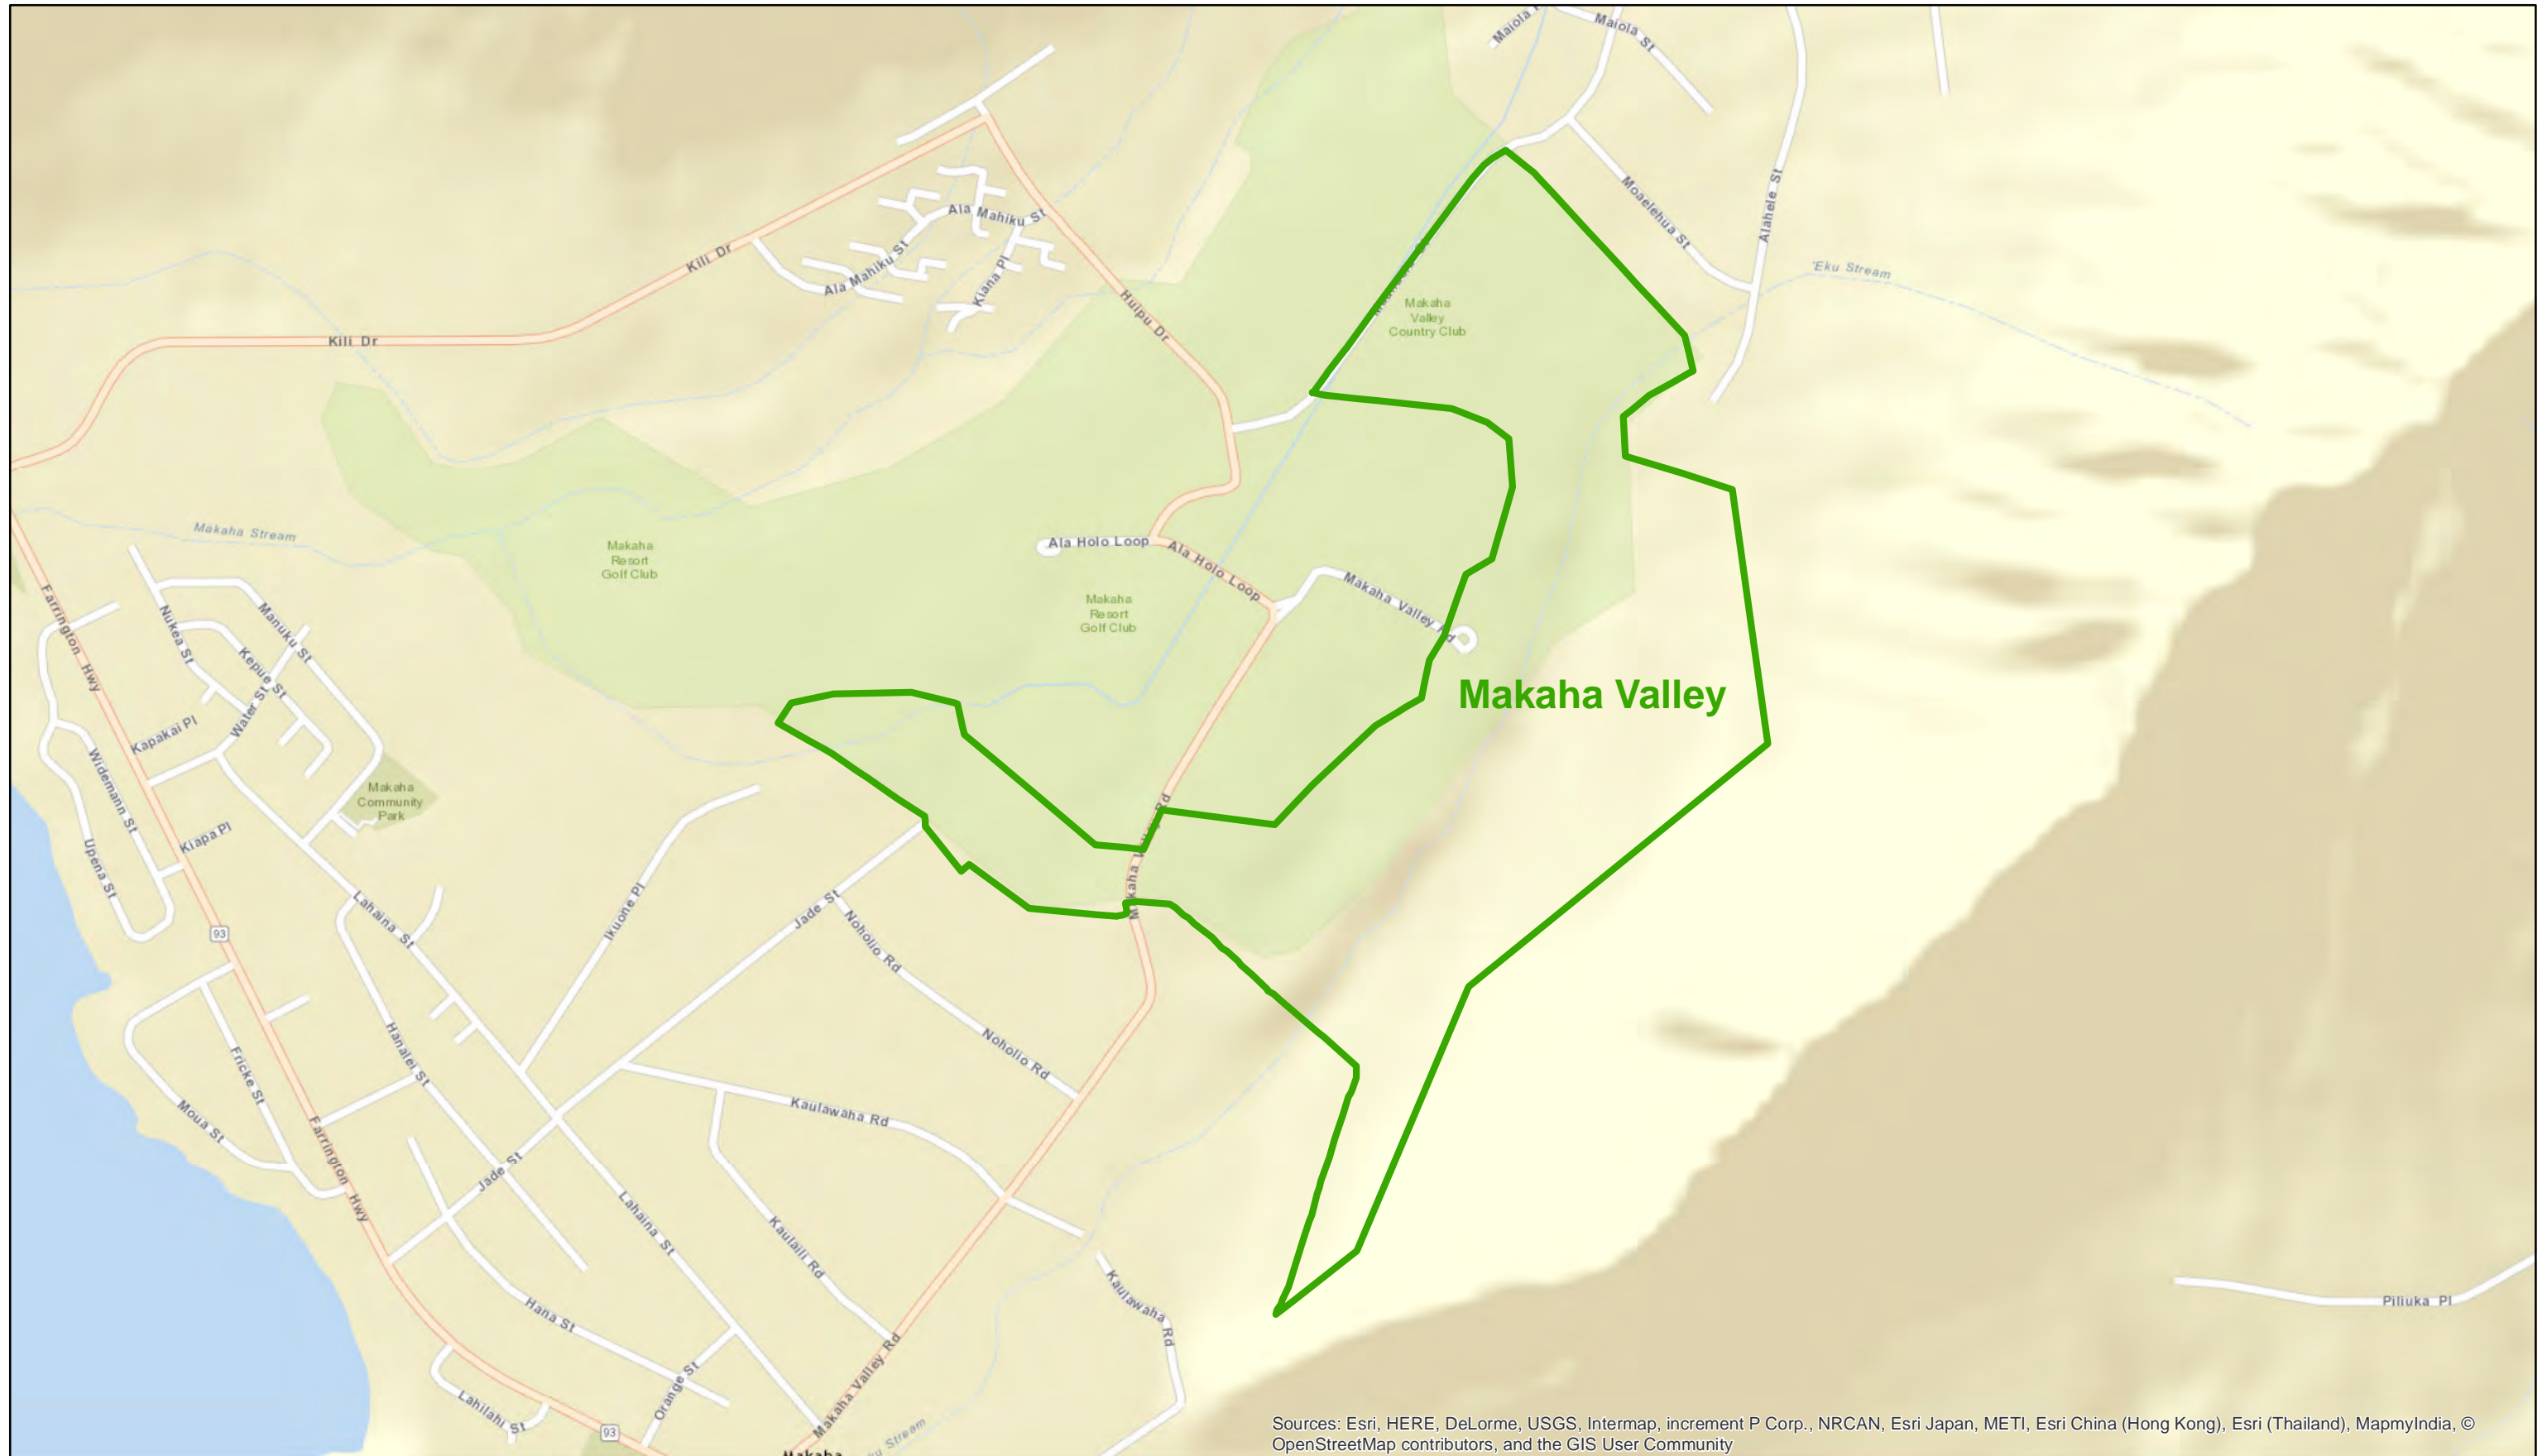 Maiola
Maiola St
Moaelehua St
Alahele St
'Eku Stream
Ala Mahiku St
Ala Mahiku St
Kiana Pl
Kili Dr
Kili Dr
Huipu Dr
Makaha
Valley
Country Club
Makaha Stream
Makaha
Resort
Golf Club
Ala Holo Loop
Ala Holo Loop
Makaha
Resort
Golf Club
Makaha Valley Rd
Makaha Valley
Farrington Hwy
Nukea St
Manuku St
Kepue St
Water St
Kapakai Pl
Widemann St
Makaha
Community
Park
Kiapa Pl
Upena St
Makaha Valley Rd
Lahaina St
Ikuone Pl
Jade St
Noholio Rd
93
Noholio Rd
Hanalei St
Fricke St
Moua St
Kaulawaha Rd
Farrington Hwy
Jade St
Lahaina St
Kaulaili Rd
Kaulawaha Rd
Piliuka Pl
Hana St
Orange St
Makaha Valley Rd
Lahilahi St
93
Stream
Makaha
Sources: Esri, HERE, DeLorme, USGS, Intermap, increment P Corp., NRCAN, Esri Japan, METI, Esri China (Hong Kong), Esri (Thailand), MapmyIndia, ©
OpenStreetMap contributors, and the GIS User Community